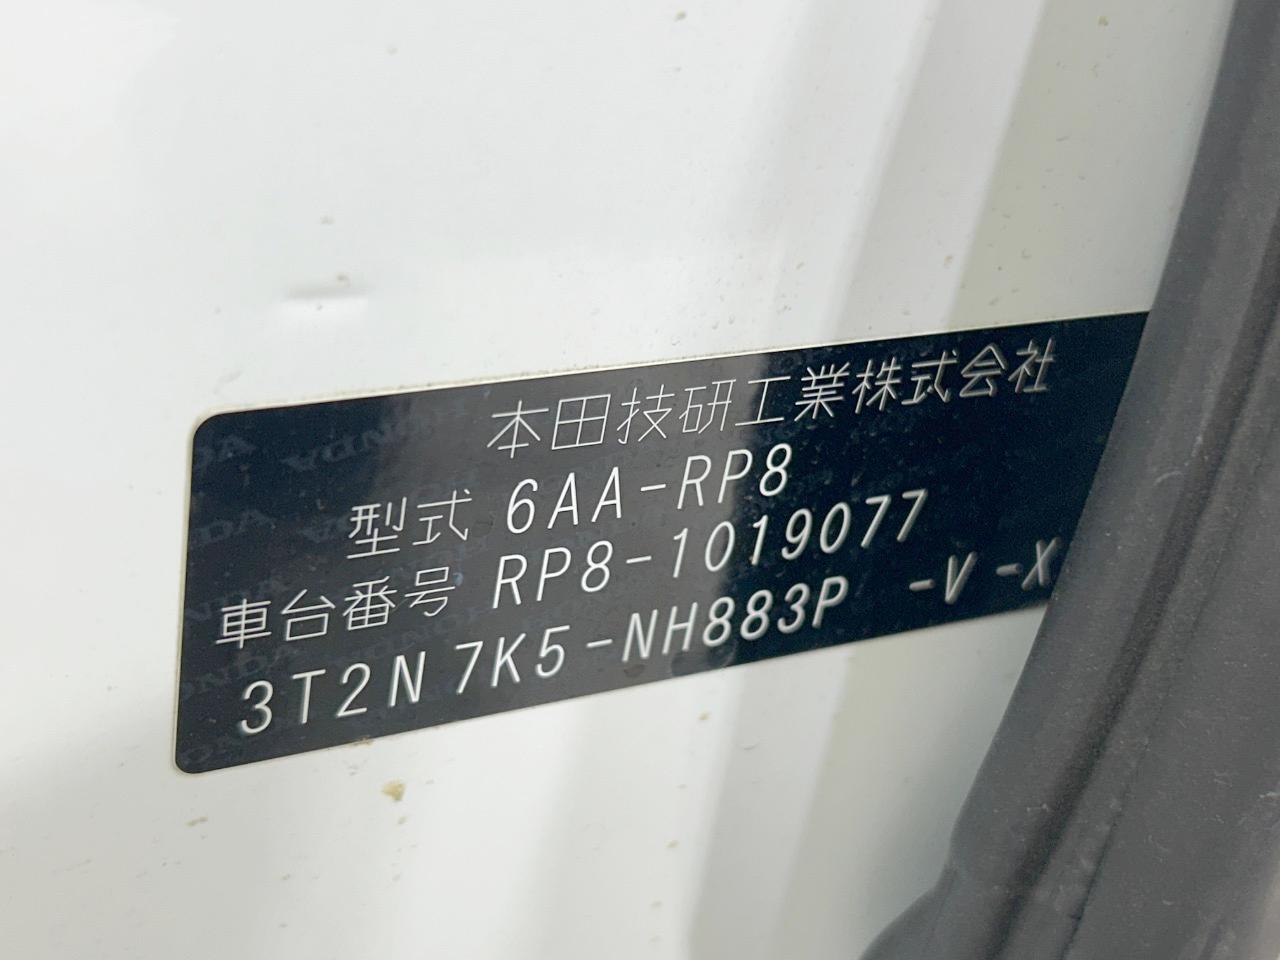 本田技研工業株式会社
型式 6AA-RP8
車台番号 RP8-1019077
3T2N 7K5-NH883P -V -X